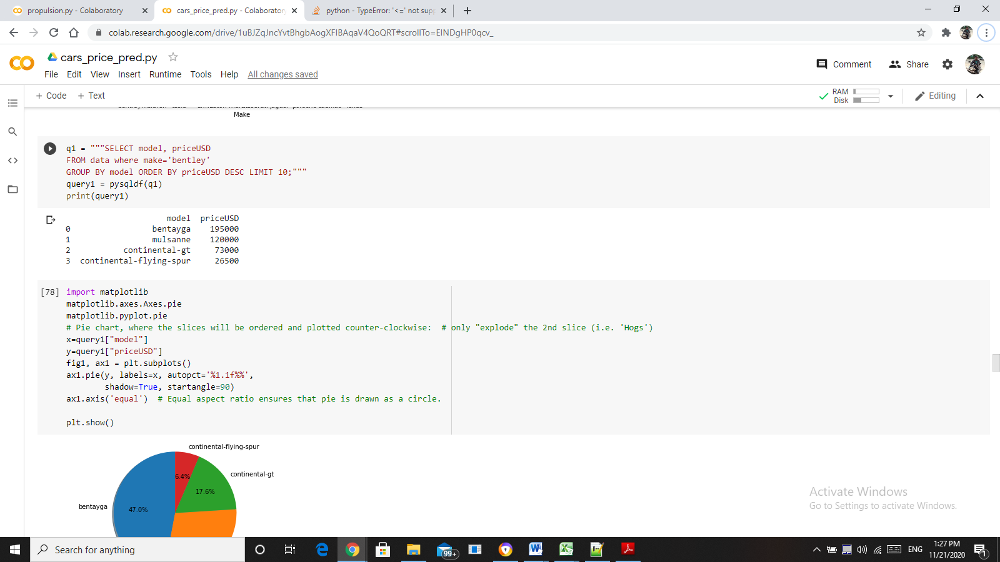 propulsion.py - Colaboratory
cars_price_pred.py - Colaborator
python - TypeError: '<=' not sup
colab.research.google.com/drive/1uBJZqJncYvtBhgbAogXFIBAqaV4QoQRT#scrollTo=EINDgHP0qcv_
cars_price_pred.py
Comment
Share
File Edit View Insert Runtime Tools Help All changes saved
+ Code + Text
RAM
Disk
Editing
Make
q1 = """SELECT model, priceUSD
FROM data where make='bentley'
GROUP BY model ORDER BY priceUSD DESC LIMIT 10;"""
query1 = pysqldf(q1)
print(query1)
model priceUSD
0 bentayga 195000
1 mulsanne 120000
2 continental-gt 73000
3 continental-flying-spur 26500
[78] import matplotlib
matplotlib.axes.Axes.pie
matplotlib.pyplot.pie
# Pie chart, where the slices will be ordered and plotted counter-clockwise: # only "explode" the 2nd slice (i.e. 'Hogs')
x=query1["model"]
y=query1["priceUSD"]
fig1, ax1 = plt.subplots()
ax1.pie(y, labels=x, autopct='%1.1f%%',
shadow=True, startangle=90)
ax1.axis('equal') # Equal aspect ratio ensures that pie is drawn as a circle.
plt.show()
continental-flying-spur
6.4%
continental-gt
17.6%
bentayga
47.0%
Activate Windows
Go to Settings to activate Windows.
Search for anything
99+
ENG
1:27 PM
11/21/2020
1